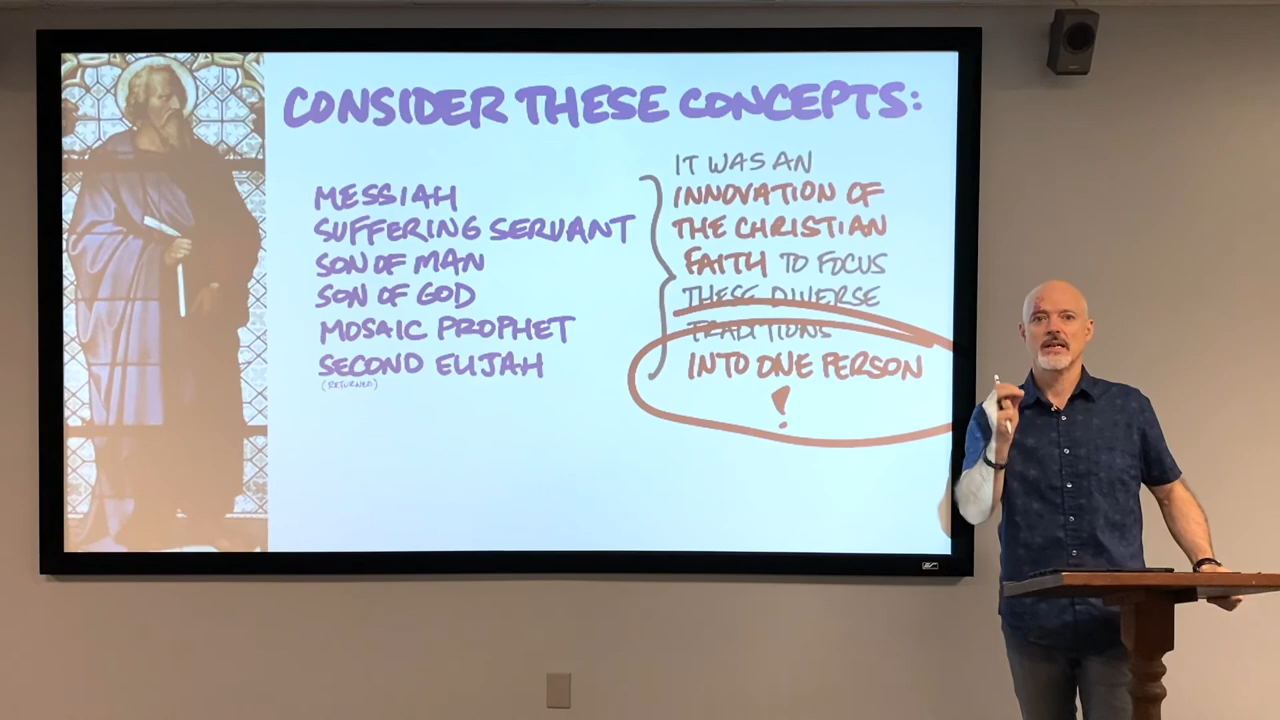 CONSIDER THESE CONCEPTS:
MESSIAH
SUFFERING SERVANT
SON OF MAN
SON OF GOD
MOSAIC PROPHET
SECOND ELIJAH
(RETURNED)
IT WAS AN
INNOVATION OF
THE CHRISTIAN
FAITH TO FOCUS
THESE DIVERSE
TRADITIONS
INTO ONE PERSON
!